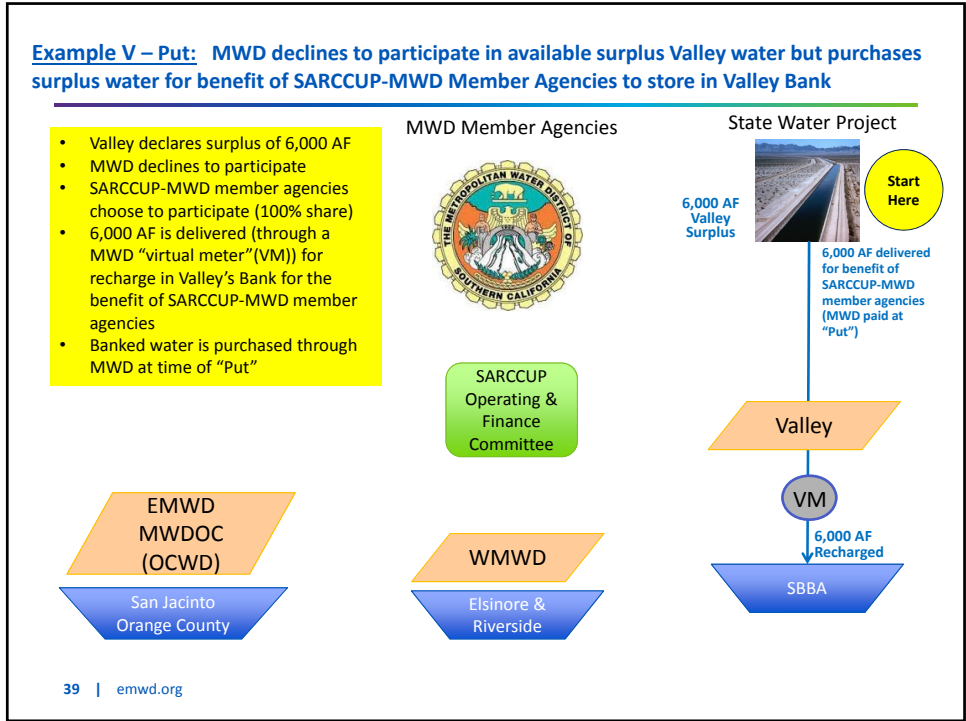 Example V – Put: MWD declines to participate in available surplus Valley water but purchases
surplus water for benefit of SARCCUP-MWD Member Agencies to store in Valley Bank
• Valley declares surplus of 6,000 AF
• MWD declines to participate
• SARCCUP-MWD member agencies
choose to participate (100% share)
• 6,000 AF is delivered (through a
MWD “virtual meter”(VM)) for
recharge in Valley’s Bank for the
benefit of SARCCUP-MWD member
agencies
• Banked water is purchased through
MWD at time of “Put”
MWD Member Agencies
THE METROPOLITAN WATER DISTRICT OF
SOUTHERN CALIFORNIA
State Water Project
6,000 AF
Valley
Surplus
Start
Here
6,000 AF delivered
for benefit of
SARCCUP-MWD
member agencies
(MWD paid at
“Put”)
SARCCUP
Operating &
Finance
Committee
Valley
VM
6,000 AF
Recharged
SBBA
EMWD
MWDOC
(OCWD)
San Jacinto
Orange County
WMWD
Elsinore &
Riverside
39 | emwd.org